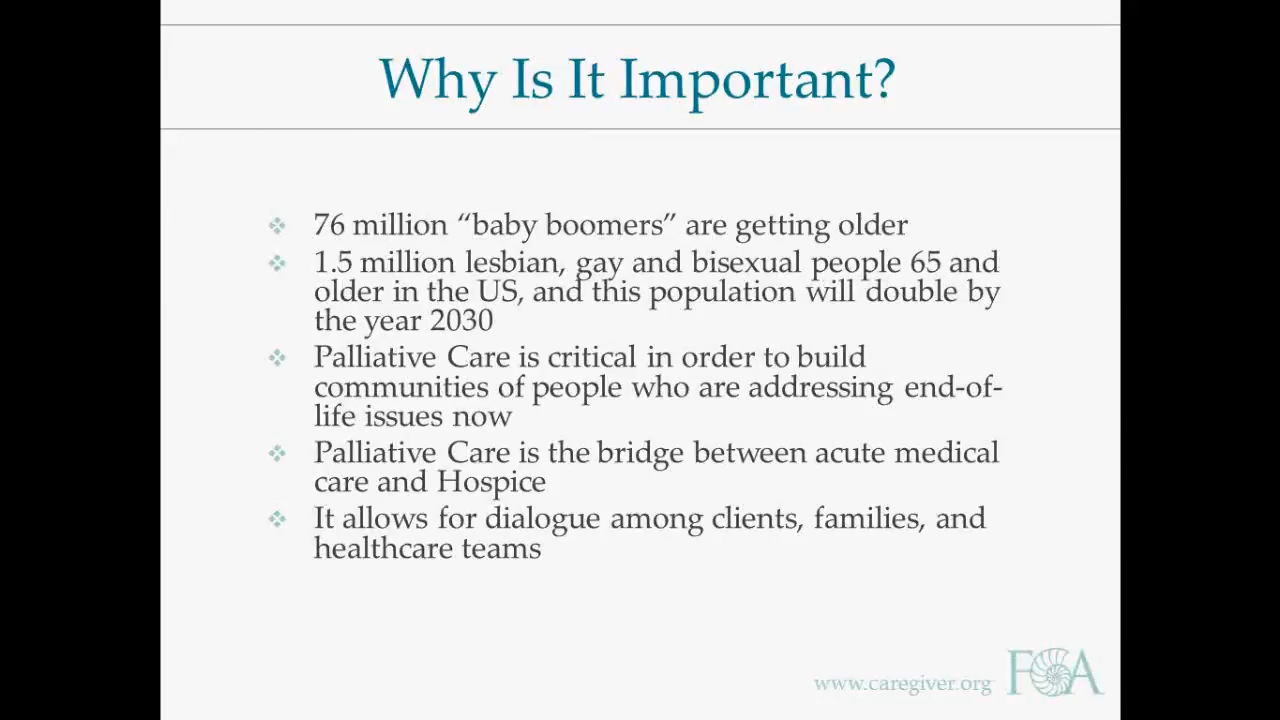 Why Is It Important?
76 million “baby boomers” are getting older
1.5 million lesbian, gay and bisexual people 65 and
older in the US, and this population will double by
the year 2030
Palliative Care is critical in order to build
communities of people who are addressing end-of-
life issues now
Palliative Care is the bridge between acute medical
care and Hospice
It allows for dialogue among clients, families, and
healthcare teams
www.caregiver.org FCA